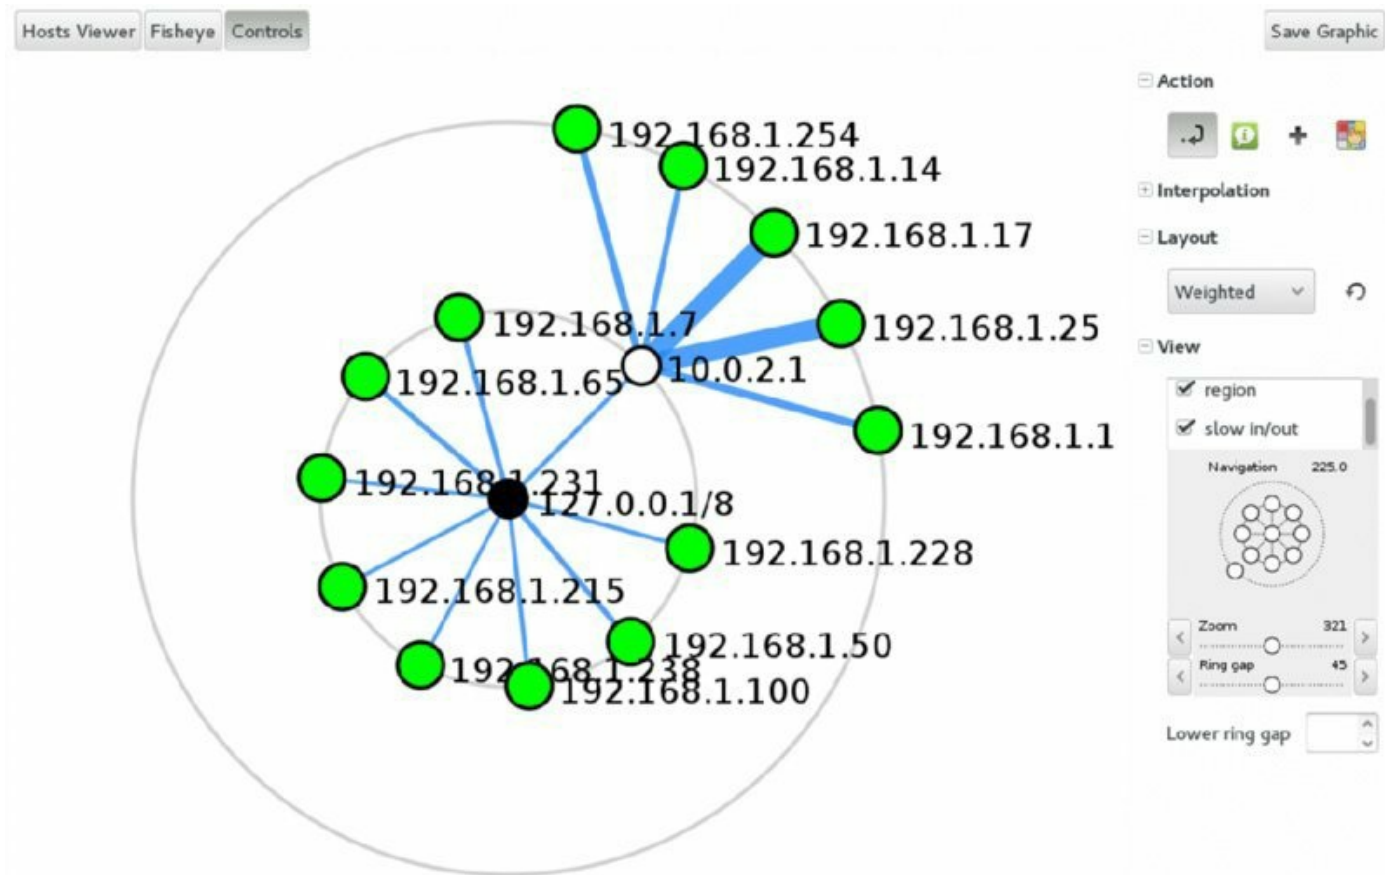 Hosts Viewer
Fisheye
Controls
Save Graphic
Action
Interpolation
Layout
Weighted
View
region
slow in/out
Navigation 225.0
Zoom 321
Ring gap 45
Lower ring gap
192.168.1.254
192.168.1.14
192.168.1.17
192.168.1.7
192.168.1.25
10.0.2.1
192.168.1.65
192.168.1.1
192.168.1.231
127.0.0.1/8
192.168.1.228
192.168.1.215
192.168.1.50
192.168.1.238
192.168.1.100